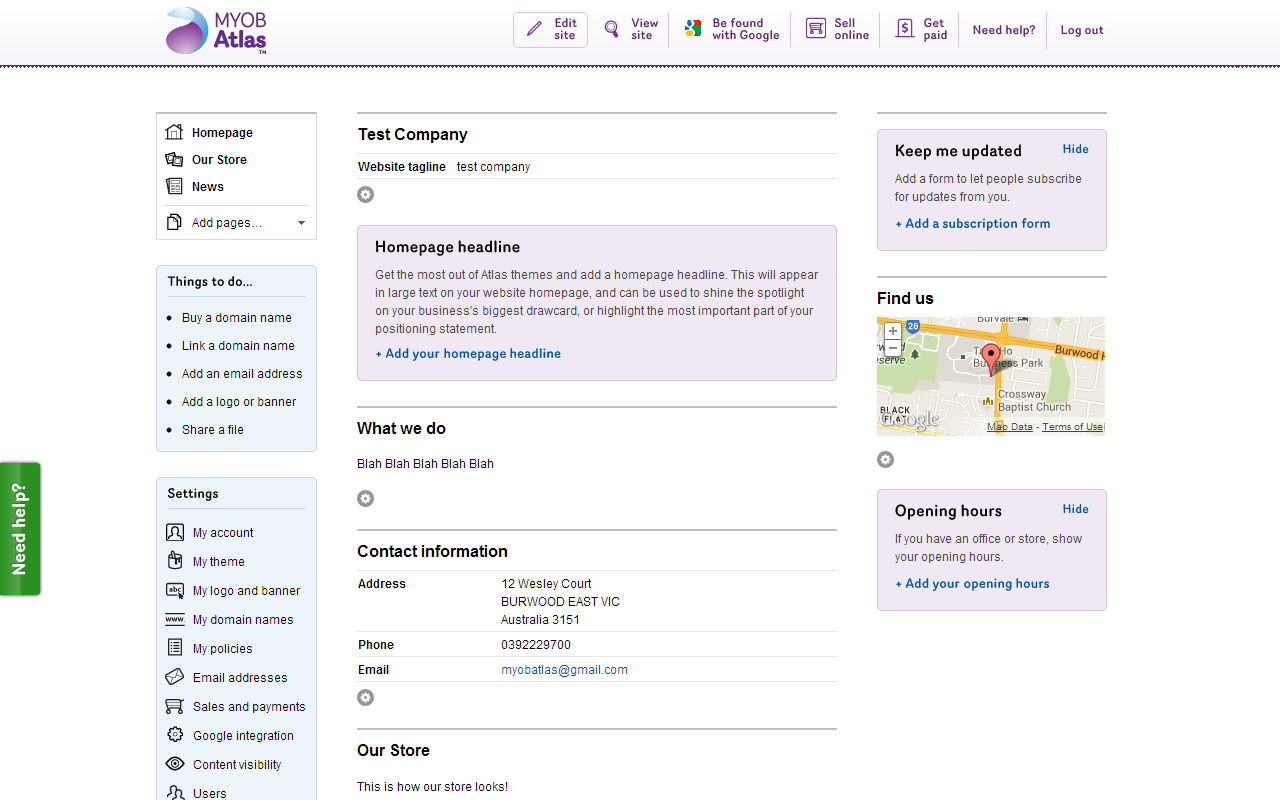 MYOB
Atlas
TM
Edit
site
View
site
Be found
with Google
Sell
online
Get
paid
Need help?
Log out
Homepage
Our Store
News
Add pages...
Things to do...
Buy a domain name
Link a domain name
Add an email address
Add a logo or banner
Share a file
Settings
My account
My theme
abc
My logo and banner
www.
My domain names
My policies
Email addresses
Sales and payments
Google integration
Content visibility
Users
Need help?
Test Company
Website tagline test company
Homepage headline
Get the most out of Atlas themes and add a homepage headline. This will appear
in large text on your website homepage, and can be used to shine the spotlight
on your business's biggest drawcard, or highlight the most important part of your
positioning statement.
+ Add your homepage headline
What we do
Blah Blah Blah Blah Blah
Contact information
Address 12 Wesley Court
BURWOOD EAST VIC
Australia 3151
Phone 0392229700
Email myobatlas@gmail.com
Our Store
This is how our store looks!
Keep me updated Hide
Add a form to let people subscribe
for updates from you.
+ Add a subscription form
Find us
26
Burvale
Burwood H
Business Park
Crossway
Baptist Church
BLACK
FLAT
Google
Map Data - Terms of Use
Opening hours Hide
If you have an office or store, show
your opening hours.
+ Add your opening hours